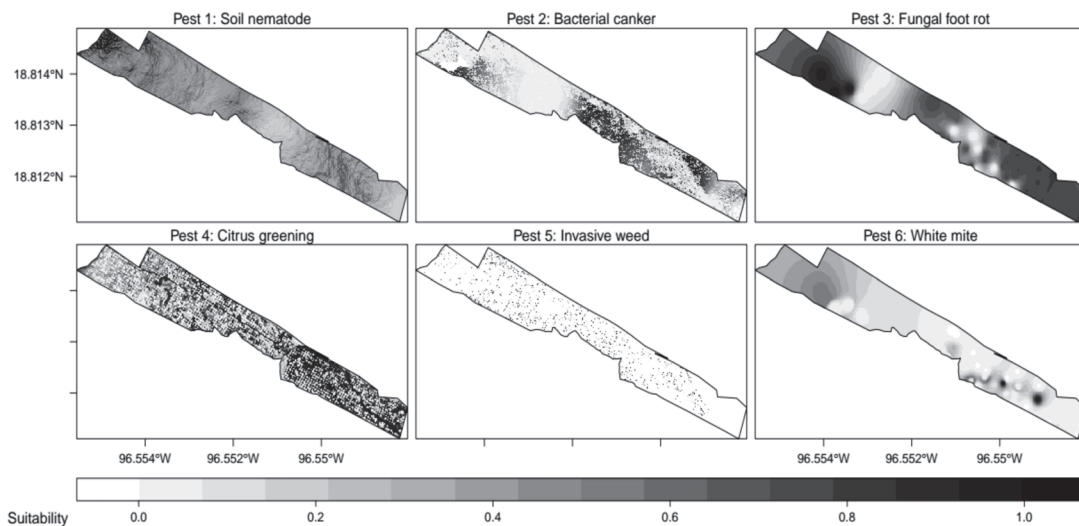 Pest 1: Soil nematode
Pest 2: Bacterial canker
Pest 3: Fungal foot rot
18.814°N
18.813°N
18.812°N
Pest 4: Citrus greening
Pest 5: Invasive weed
Pest 6: White mite
96.554°W 96.552°W 96.55°W
96.554°W 96.552°W 96.55°W
Suitability 0.0 0.2 0.4 0.6 0.8 1.0